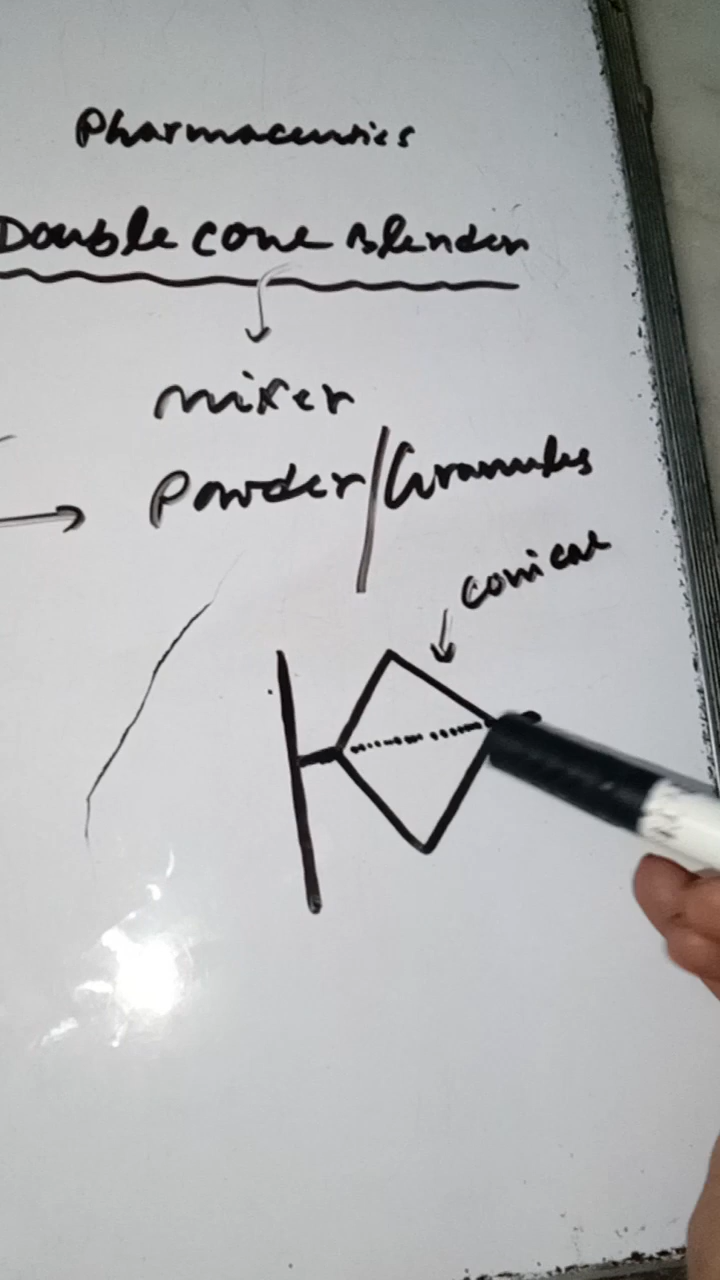 Pharmaceutics
Double cone Blender
mixer
Powder/Granules
conical